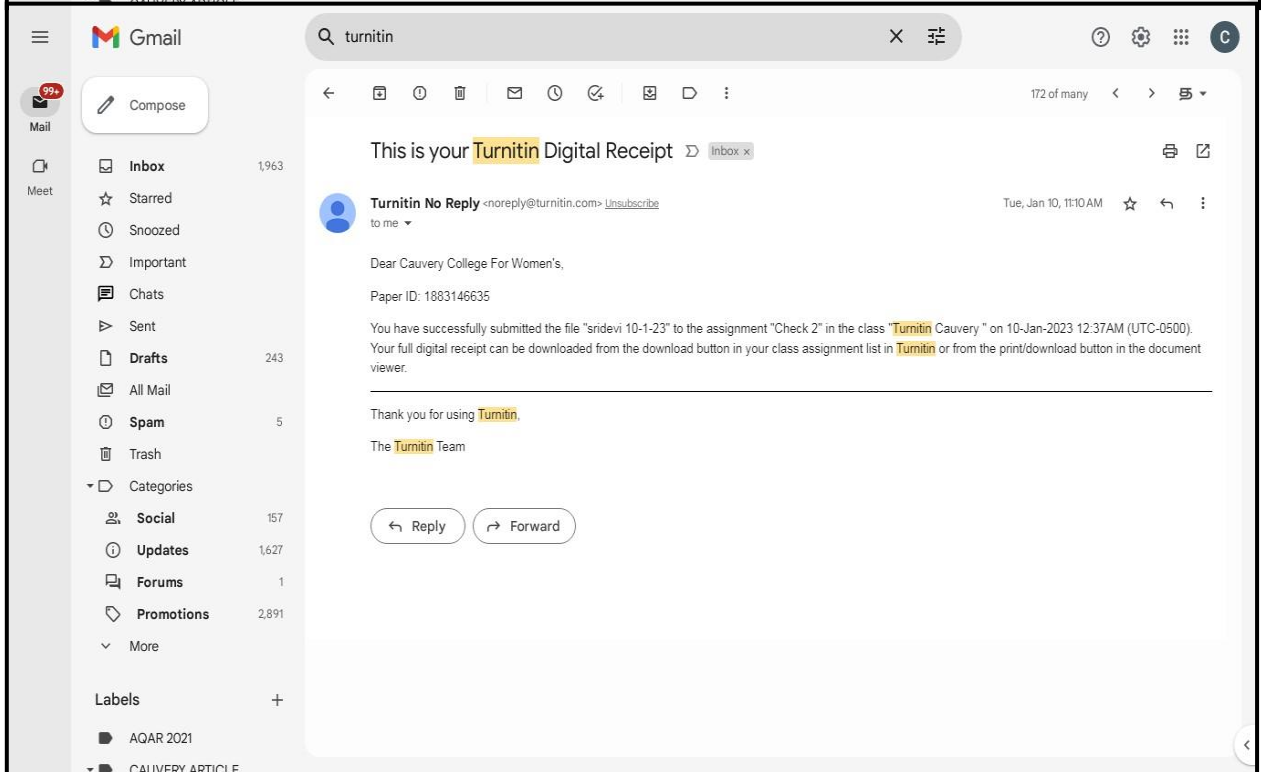 Gmail
turnitin
C
99+
Mail
Meet
Compose
Inbox 1,963
Starred
Snoozed
Important
Chats
Sent
Drafts 243
All Mail
Spam 5
Trash
Categories
Social 157
Updates 1,627
Forums 1
Promotions 2,891
More
Labels
AQAR 2021
CAUVERY ARTICLE
172 of many
This is your Turnitin Digital Receipt Inbox x
Turnitin No Reply <noreply@turnitin.com> Unsubscribe Tue, Jan 10, 11:10 AM
to me
Dear Cauvery College For Women's,
Paper ID: 1883146635
You have successfully submitted the file "sridevi 10-1-23" to the assignment "Check 2" in the class "Turnitin Cauvery " on 10-Jan-2023 12:37AM (UTC-0500).
Your full digital receipt can be downloaded from the download button in your class assignment list in Turnitin or from the print/download button in the document
viewer.
Thank you for using Turnitin,
The Turnitin Team
Reply Forward